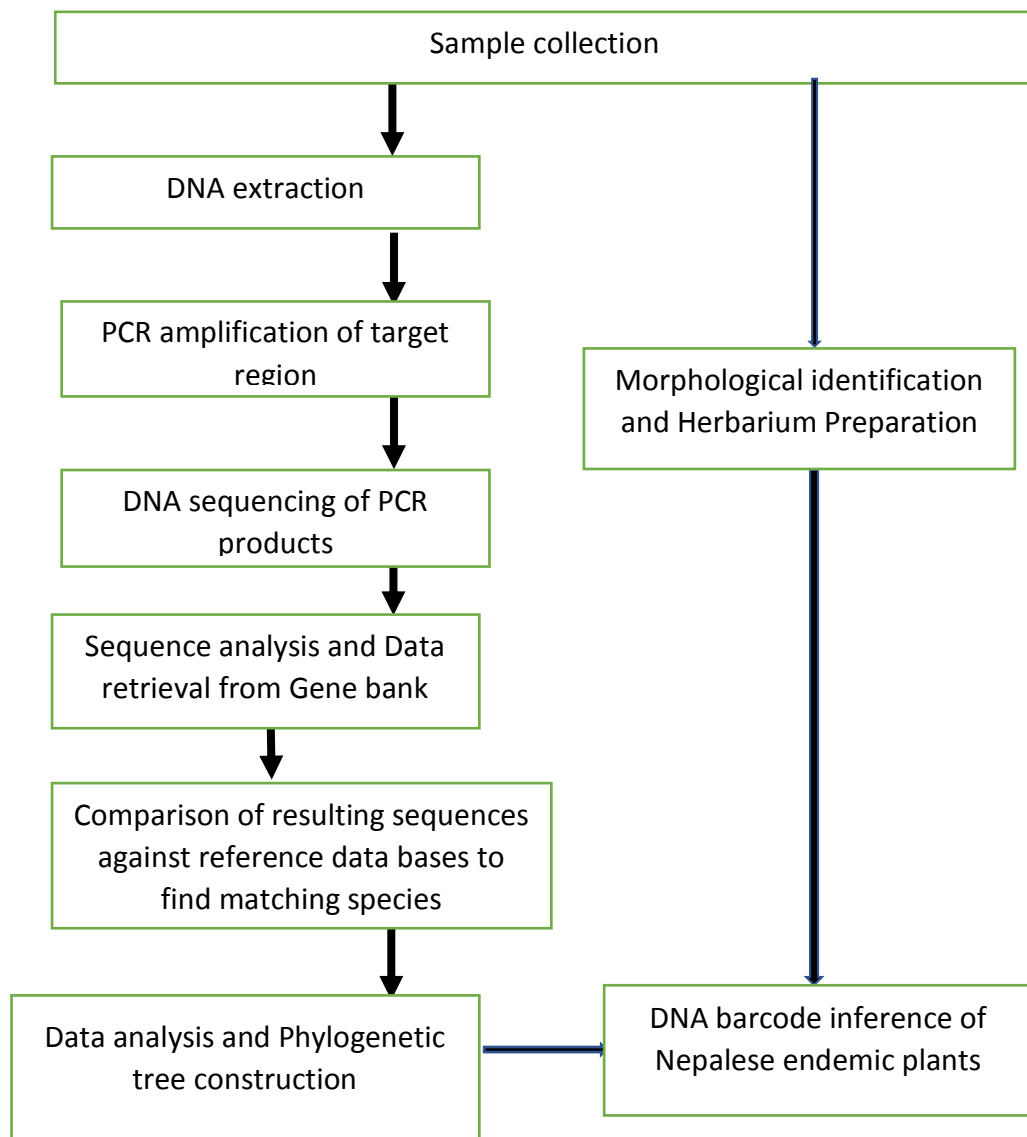 Sample collection
DNA extraction
PCR amplification of target
region
DNA sequencing of PCR
products
Sequence analysis and Data
retrieval from Gene bank
Comparison of resulting sequences
against reference data bases to
find matching species
Data analysis and Phylogenetic
tree construction
Morphological identification
and Herbarium Preparation
DNA barcode inference of
Nepalese endemic plants